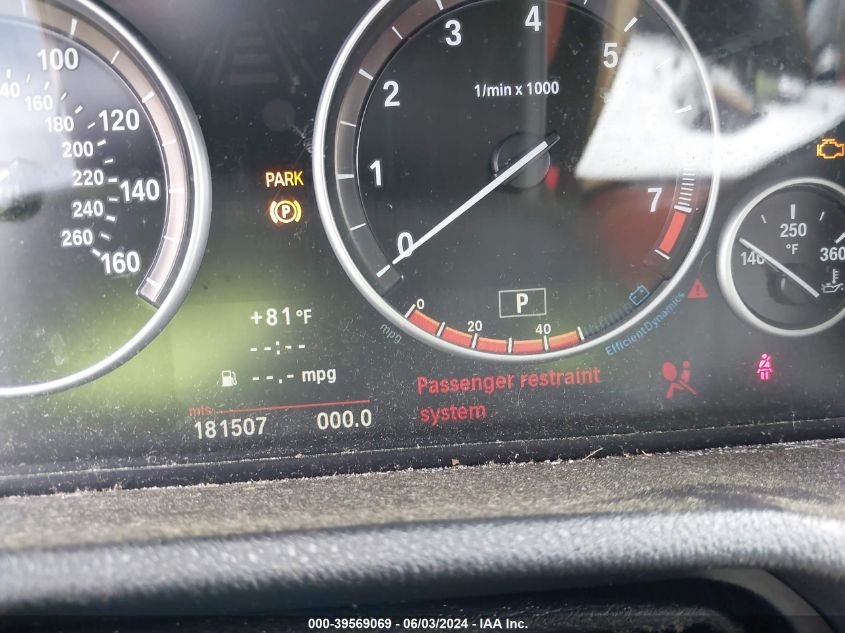 100
120
140
160
140
160
180
200
220
240
260
0
1
2
3
4
5
6
7
1/min x 1000
PARK
P
P
0
20
40
mpg
EfficientDynamics
140
250
°F
360
+81°F
--:--
--.- mpg
mls
181507 000.0
Passenger restraint
system
000-39569069 - 06/03/2024 - IAA Inc.